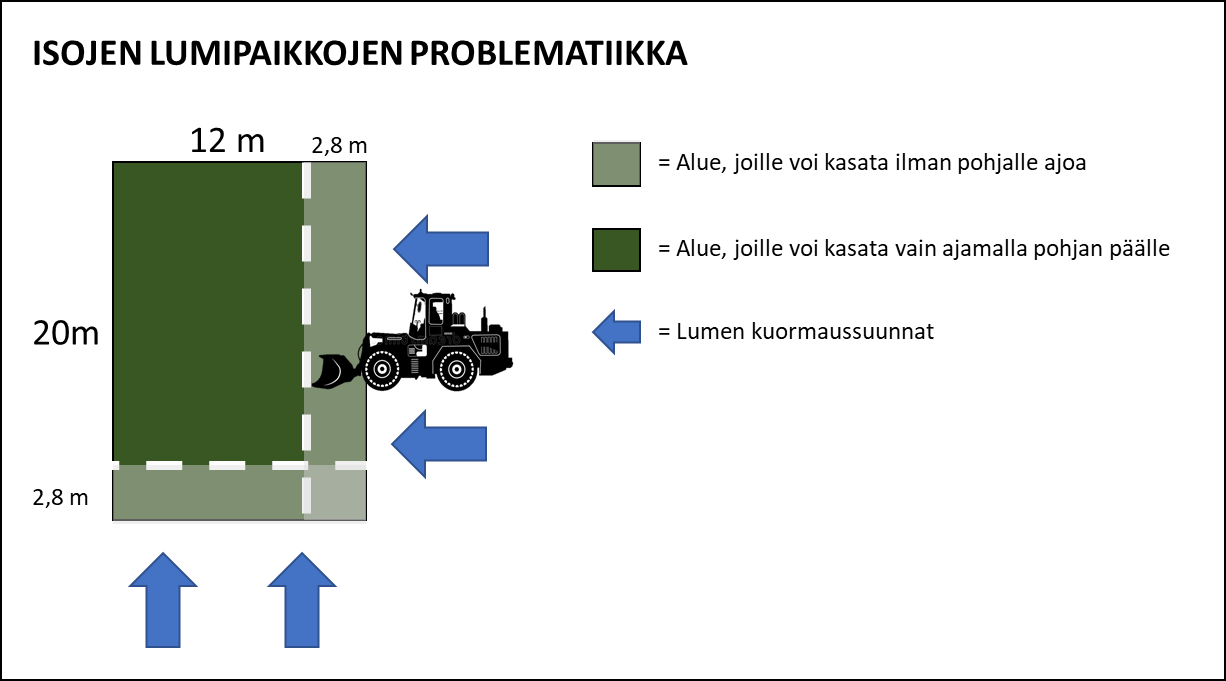 ISOJEN LUMIPAIKKOJEN PROBLEMATIIKKA
12 m
2,8 m
= Alue, joille voi kasata ilman pohjalle ajoa
= Alue, joille voi kasata vain ajamalla pohjan päälle
20m
= Lumen kuormaussuunnat
2,8 m